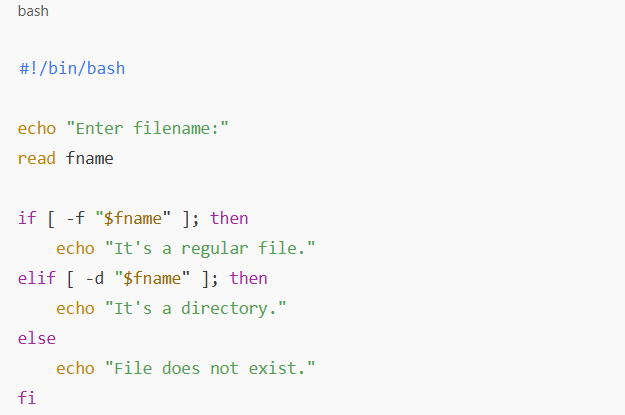 bash
#!/bin/bash
echo "Enter filename:"
read fname
if [ -f "$fname" ]; then
    echo "It's a regular file."
elif [ -d "$fname" ]; then
    echo "It's a directory."
else
    echo "File does not exist."
fi